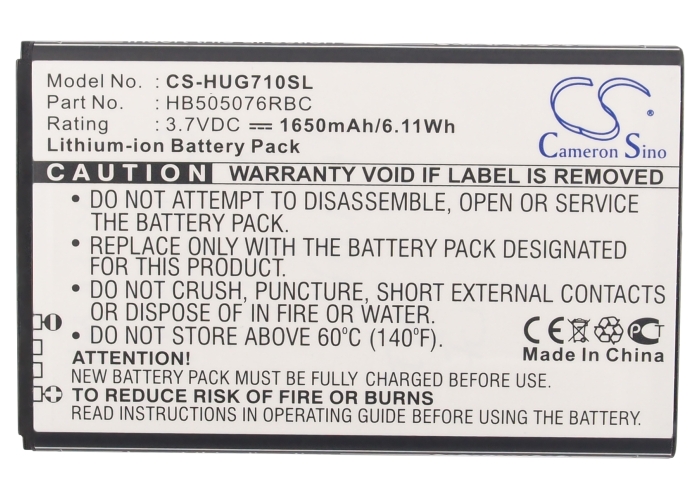 Model No. : CS-HUG710SL
Part No. : HB505076RBC
Rating : 3.7VDC 1650mAh/6.11Wh
Lithium-ion Battery Pack
CS
Cameron Sino
CAUTION WARRANTY VOID IF LABEL IS REMOVED
• DO NOT ATTEMPT TO DISASSEMBLE, OPEN OR SERVICE
THE BATTERY PACK.
• REPLACE ONLY WITH THE BATTERY PACK DESIGNATED
FOR THIS PRODUCT
• DO NOT CRUSH, PUNCTURE, SHORT EXTERNAL CONTACTS
OR DISPOSE OF IN FIRE OR WATER.
• DO NOT STORE ABOVE 60°C (140°F).
CE PCT
Made In China
ATTENTION!
NEW BATTERY PACK MUST BE FULLY CHARGED BEFORE USE.
TO REDUCE RISK OF FIRE OR BURNS
READ INSTRUCTIONS IN OPERATING GUIDE BEFORE USING.